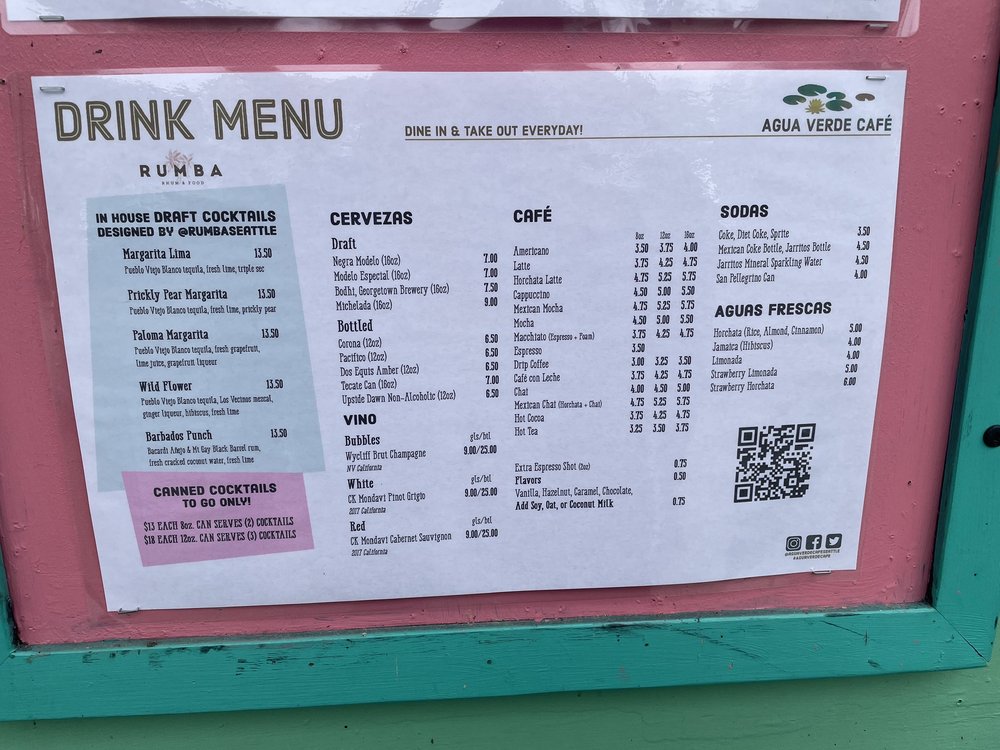 DRINK MENU
DINE IN & TAKE OUT EVERYDAY!
AGUA VERDE CAFÉ
RUMBA
RHUM & FOOD
IN HOUSE DRAFT COCKTAILS
DESIGNED BY @RUMBASEATTLE
Margarita Lima 13.50
Pueblo Viejo Blanco tequila, fresh lime, triple sec
Prickly Pear Margarita 13.50
Pueblo Viejo Blanco tequila, fresh lime, prickly pear
Paloma Margarita 13.50
Pueblo Viejo Blanco tequila, fresh grapefruit,
lime juice, grapefruit liqueur
Wild Flower 13.50
Pueblo Viejo Blanco tequila, Los Vecinos mezcal,
ginger liqueur, hibiscus, fresh lime
Barbados Punch 13.50
Bacardi Añejo & Mt Gay Black Barrel rum,
fresh cracked coconut water, fresh lime
CANNED COCKTAILS
TO GO ONLY!
$13 EACH 8oz. CAN SERVES (2) COCKTAILS
$18 EACH 12oz. CAN SERVES (3) COCKTAILS
CERVEZAS
Draft
Negra Modelo (16oz) 7.00
Modelo Especial (16oz) 7.00
Bodhi, Georgetown Brewery (16oz) 7.50
Michelada (16oz) 9.00
Bottled
Corona (12oz) 6.50
Pacifico (12oz) 6.50
Dos Equis Amber (12oz) 6.50
Tecate Can (16oz) 7.00
Upside Dawn Non-Alcoholic (12oz) 6.50
VINO
Bubbles gls/btl
Wycliff Brut Champagne 9.00/25.00
NV California
White gls/btl
CK Mondavi Pinot Grigio 9.00/25.00
2017 California
Red gls/btl
CK Mondavi Cabernet Sauvignon 9.00/25.00
2017 California
CAFÉ
8oz 12oz 16oz
Americano 3.50 3.75 4.00
Latte 3.75 4.25 4.75
Horchata Latte 4.75 5.25 5.75
Cappuccino 4.50 5.00 5.50
Mexican Mocha 4.75 5.25 5.75
Mocha 4.50 5.00 5.50
Macchiato (Espresso + Foam) 3.75 4.25 4.75
Espresso 3.50
Drip Coffee 3.00 3.25 3.50
Café con Leche 3.75 4.25 4.75
Chai 4.00 4.50 5.00
Mexican Chai (Horchata + Chai) 4.75 5.25 5.75
Hot Cocoa 3.75 4.25 4.75
Hot Tea 3.25 3.50 3.75
Extra Espresso Shot (2oz) 0.75
Flavors 0.50
Vanilla, Hazelnut, Caramel, Chocolate,
Add Soy, Oat, or Coconut Milk 0.75
SODAS
Coke, Diet Coke, Sprite 3.50
Mexican Coke Bottle, Jarritos Bottle 4.50
Jarritos Mineral Sparkling Water 4.50
San Pellegrino Can 4.00
AGUAS FRESCAS
Horchata (Rice, Almond, Cinnamon) 5.00
Jamaica (Hibiscus) 4.00
Limonada 4.00
Strawberry Limonada 5.00
Strawberry Horchata 6.00
@AGUAVERDECAFESEATTLE
#AGUAVERDECAFE